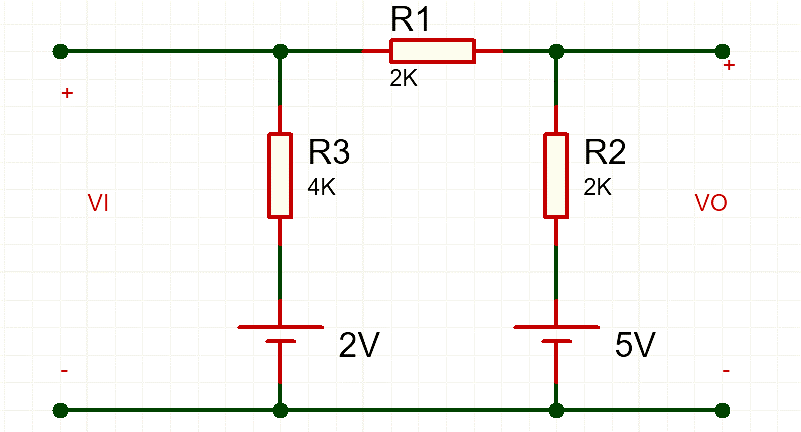 R1
2K
+
+
R3
4K
R2
2K
VI
VO
2V
5V
-
-